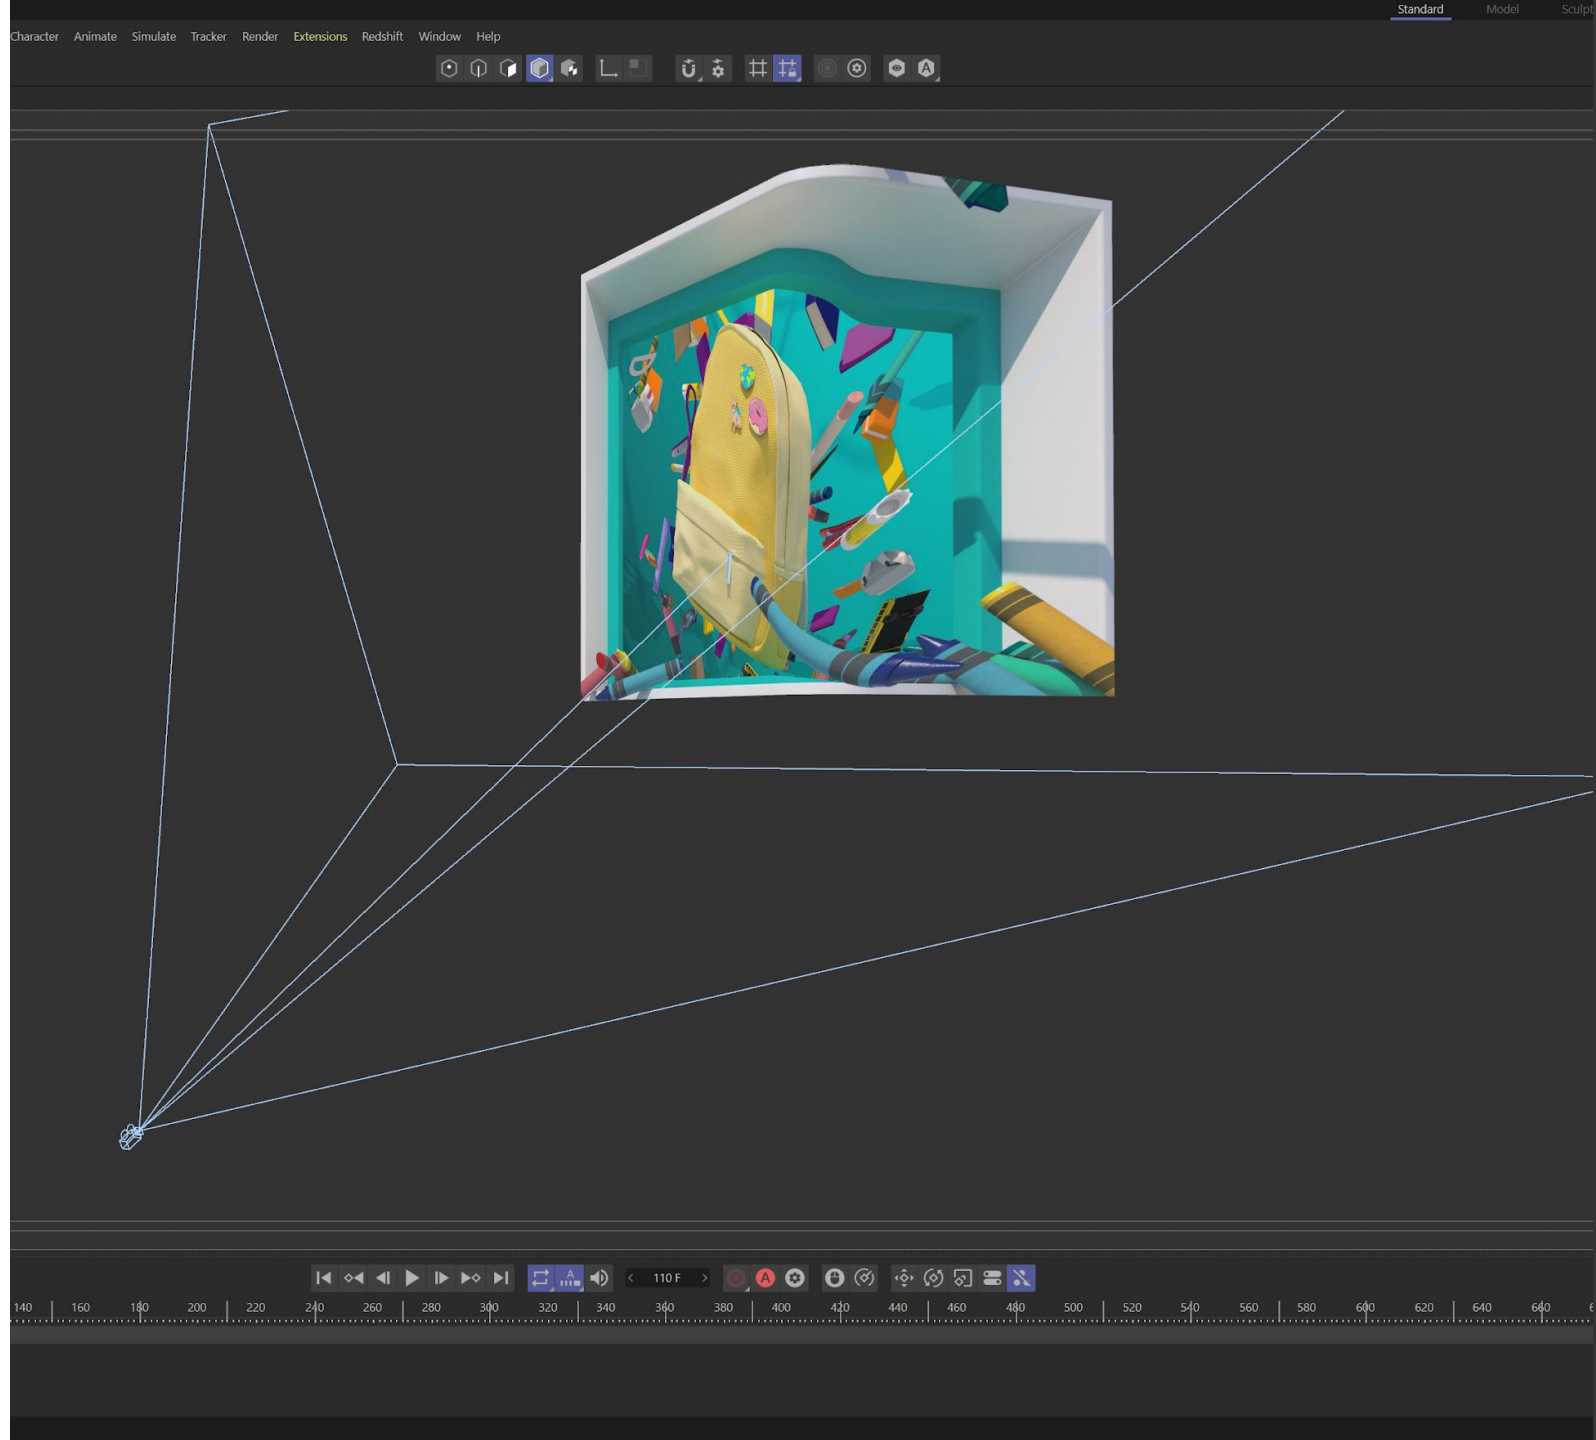 Standard Model Sculpt
Character Animate Simulate Tracker Render Extensions Redshift Window Help
A
A
110 F
A
140 160 180 200 220 240 260 280 300 320 340 360 380 400 420 440 460 480 500 520 540 560 580 600 620 640 660